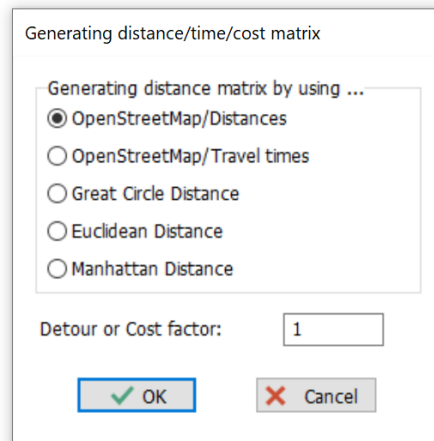 Generating distance/time/cost matrix
Generating distance matrix by using ...
OpenStreetMap/Distances
OpenStreetMap/Travel times
Great Circle Distance
Euclidean Distance
Manhattan Distance
Detour or Cost factor: 1
OK Cancel